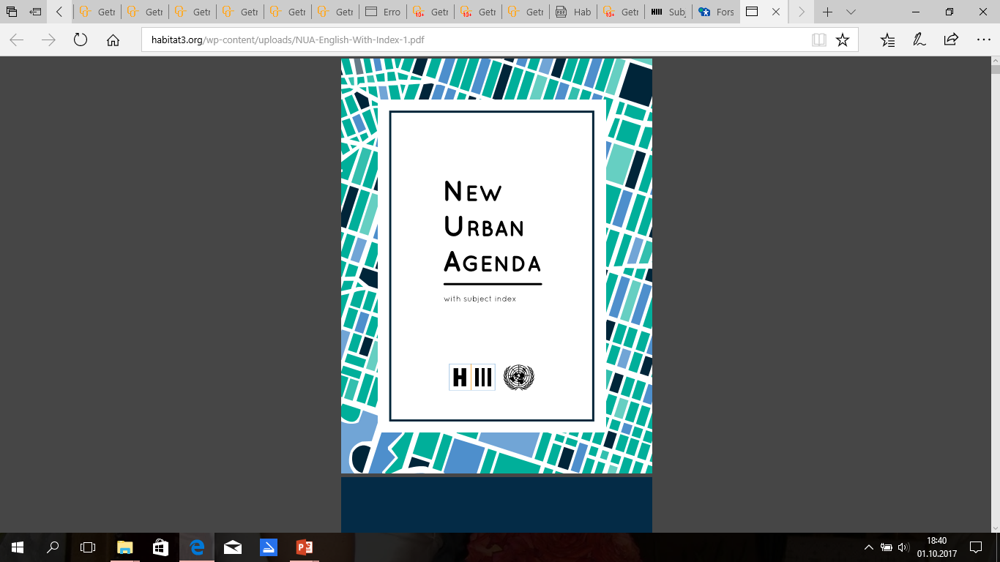 Getr
Getr
Getr
Getr
Getr
Getr
Erro
Getr
Getr
Getr
Hab
Getr
Subj
Fors
habitat3.org/wp-content/uploads/NUA-English-With-Index-1.pdf
NEW
URBAN
AGENDA
with subject index
H III
18:40
01.10.2017